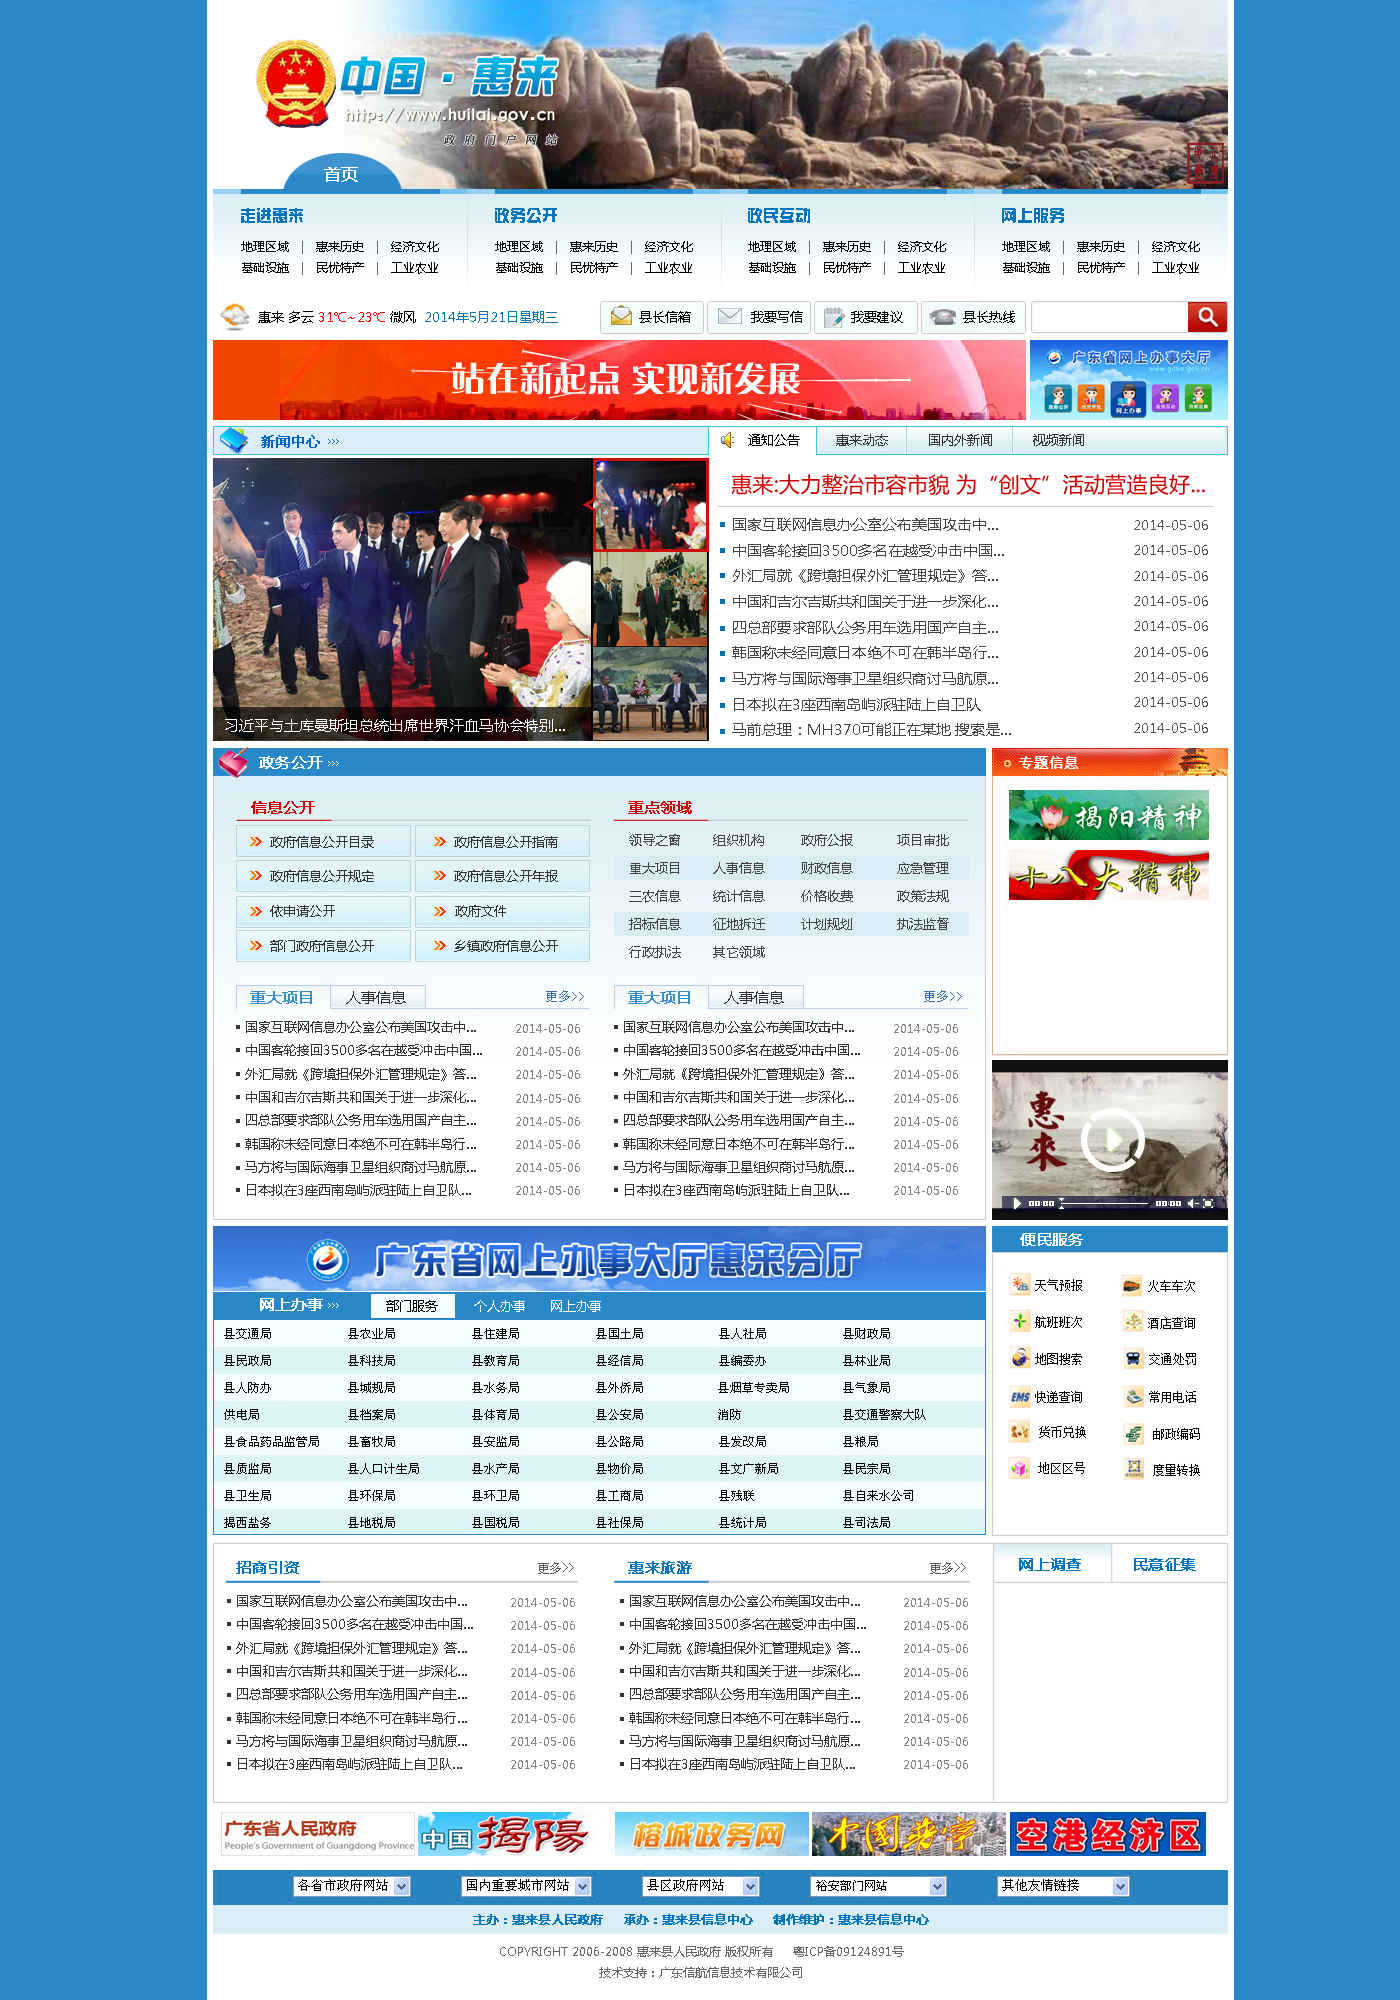 中国·惠来
http://www.huilai.gov.cn
政府门户网站
首页
走进惠来 政务公开 政民互动 网上服务
地理区域 | 惠来历史 | 经济文化 地理区域 | 惠来历史 | 经济文化 地理区域 | 惠来历史 | 经济文化 地理区域 | 惠来历史 | 经济文化
基础设施 | 民忧特产 | 工业农业 基础设施 | 民忧特产 | 工业农业 基础设施 | 民忧特产 | 工业农业 基础设施 | 民忧特产 | 工业农业
惠来 多云 31℃~23℃ 微风 2014年5月21日星期三 县长信箱 我要写信 我要建议 县长热线
站在新起点 实现新发展
广东省网上办事大厅
www.gdbs.gov.cn
政务公开 投资审批 网上办事 政民互动 效能监察
新闻中心 >>> 通知公告 惠来动态 国内外新闻 视频新闻
习近平与土库曼斯坦总统出席世界汗血马协会特别...
惠来:大力整治市容市貌 为“创文”活动营造良好...
国家互联网信息办公室公布美国攻击中... 2014-05-06
中国客轮接回3500多名在越受冲击中国... 2014-05-06
外汇局就《跨境担保外汇管理规定》答... 2014-05-06
中国和吉尔吉斯共和国关于进一步深化... 2014-05-06
四总部要求部队公务用车选用国产自主... 2014-05-06
韩国称未经同意日本绝不可在韩半岛行... 2014-05-06
马方将与国际海事卫星组织商讨马航原... 2014-05-06
日本拟在3座西南岛屿派驻陆上自卫队 2014-05-06
马前总理：MH370可能正在某地 搜索是... 2014-05-06
政务公开 >>>
信息公开
政府信息公开目录 政府信息公开指南
政府信息公开规定 政府信息公开年报
依申请公开 政府文件
部门政府信息公开 乡镇政府信息公开
重点领域
领导之窗 组织机构 政府公报 项目审批
重大项目 人事信息 财政信息 应急管理
三农信息 统计信息 价格收费 政策法规
招标信息 征地拆迁 计划规划 执法监督
行政执法 其它领域
重大项目 人事信息 更多>>
国家互联网信息办公室公布美国攻击中... 2014-05-06
中国客轮接回3500多名在越受冲击中国... 2014-05-06
外汇局就《跨境担保外汇管理规定》答... 2014-05-06
中国和吉尔吉斯共和国关于进一步深化... 2014-05-06
四总部要求部队公务用车选用国产自主... 2014-05-06
韩国称未经同意日本绝不可在韩半岛行... 2014-05-06
马方将与国际海事卫星组织商讨马航原... 2014-05-06
日本拟在3座西南岛屿派驻陆上自卫队... 2014-05-06
重大项目 人事信息 更多>>
国家互联网信息办公室公布美国攻击中... 2014-05-06
中国客轮接回3500多名在越受冲击中国... 2014-05-06
外汇局就《跨境担保外汇管理规定》答... 2014-05-06
中国和吉尔吉斯共和国关于进一步深化... 2014-05-06
四总部要求部队公务用车选用国产自主... 2014-05-06
韩国称未经同意日本绝不可在韩半岛行... 2014-05-06
马方将与国际海事卫星组织商讨马航原... 2014-05-06
日本拟在3座西南岛屿派驻陆上自卫队... 2014-05-06
专题信息
揭阳精神
十八大精神
惠來
00:00 00:00
广东省网上办事大厅惠来分厅
网上办事 >>> 部门服务 个人办事 网上办事
县交通局 县农业局 县住建局 县国土局 县人社局 县财政局
县民政局 县科技局 县教育局 县经信局 县编委办 县林业局
县人防办 县城规局 县水务局 县外侨局 县烟草专卖局 县气象局
供电局 县档案局 县体育局 县公安局 消防 县交通警察大队
县食品药品监管局 县畜牧局 县安监局 县公路局 县发改局 县粮局
县质监局 县人口计生局 县水产局 县物价局 县文广新局 县民宗局
县卫生局 县环保局 县环卫局 县工商局 县残联 县自来水公司
揭西盐务 县地税局 县国税局 县社保局 县统计局 县司法局
便民服务
天气预报 火车车次
航班班次 酒店查询
地图搜索 交通处罚
EMS 快递查询 常用电话
货币兑换 邮政编码
地区区号 度量转换
招商引资 更多>>
国家互联网信息办公室公布美国攻击中... 2014-05-06
中国客轮接回3500多名在越受冲击中国... 2014-05-06
外汇局就《跨境担保外汇管理规定》答... 2014-05-06
中国和吉尔吉斯共和国关于进一步深化... 2014-05-06
四总部要求部队公务用车选用国产自主... 2014-05-06
韩国称未经同意日本绝不可在韩半岛行... 2014-05-06
马方将与国际海事卫星组织商讨马航原... 2014-05-06
日本拟在3座西南岛屿派驻陆上自卫队... 2014-05-06
惠来旅游 更多>>
国家互联网信息办公室公布美国攻击中... 2014-05-06
中国客轮接回3500多名在越受冲击中国... 2014-05-06
外汇局就《跨境担保外汇管理规定》答... 2014-05-06
中国和吉尔吉斯共和国关于进一步深化... 2014-05-06
四总部要求部队公务用车选用国产自主... 2014-05-06
韩国称未经同意日本绝不可在韩半岛行... 2014-05-06
马方将与国际海事卫星组织商讨马航原... 2014-05-06
日本拟在3座西南岛屿派驻陆上自卫队... 2014-05-06
网上调查 民意征集
广东省人民政府
People's Government of Guangdong Province
中国揭陽
榕城政务网
中国普宁
空港经济区
各省市政府网站 国内重要城市网站 县区政府网站 裕安部门网站 其他友情链接
主办：惠来县人民政府 承办：惠来县信息中心 制作维护：惠来县信息中心
COPYRIGHT 2006-2008 惠来县人民政府 版权所有 粤ICP备09124891号
技术支持：广东信航信息技术有限公司